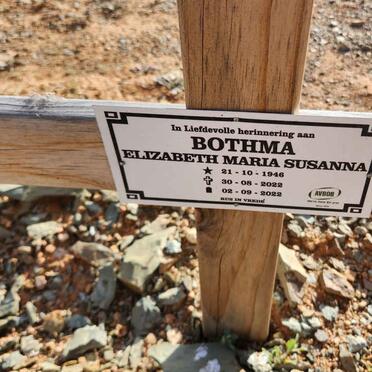 In Liefdevolle herinnering aan
BOTHMA
ELIZABETH MARIA SUSANNA
21 - 10 - 1946
30 - 08 - 2022
02 - 09 - 2022
RUS IN VREDE
AVBOB